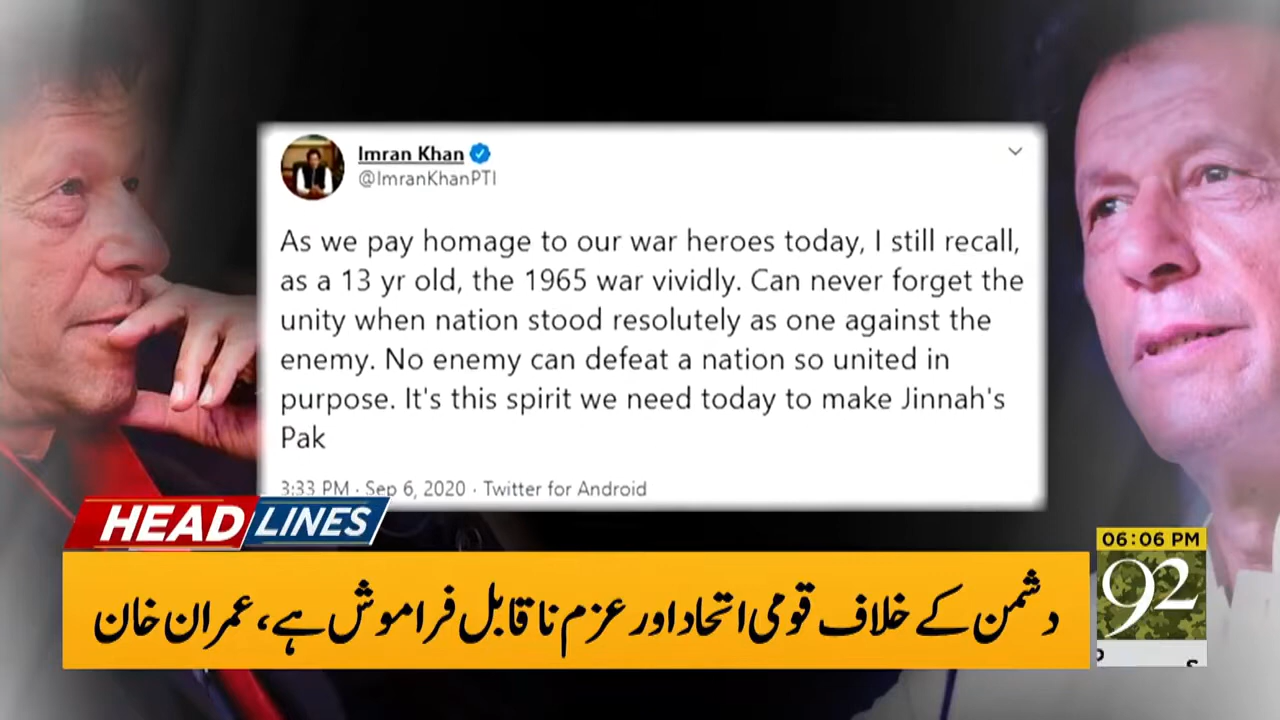 Imran Khan
@ImranKhanPTI
As we pay homage to our war heroes today, I still recall,
as a 13 yr old, the 1965 war vividly. Can never forget the
unity when nation stood resolutely as one against the
enemy. No enemy can defeat a nation so united in
purpose. It's this spirit we need today to make Jinnah's
Pak
3:33 PM · Sep 6, 2020 · Twitter for Android
HEADLINES
06:06 PM
92
دشمن کے خلاف قومی اتحاد اور عزم ناقابل فراموش ہے، عمران خان